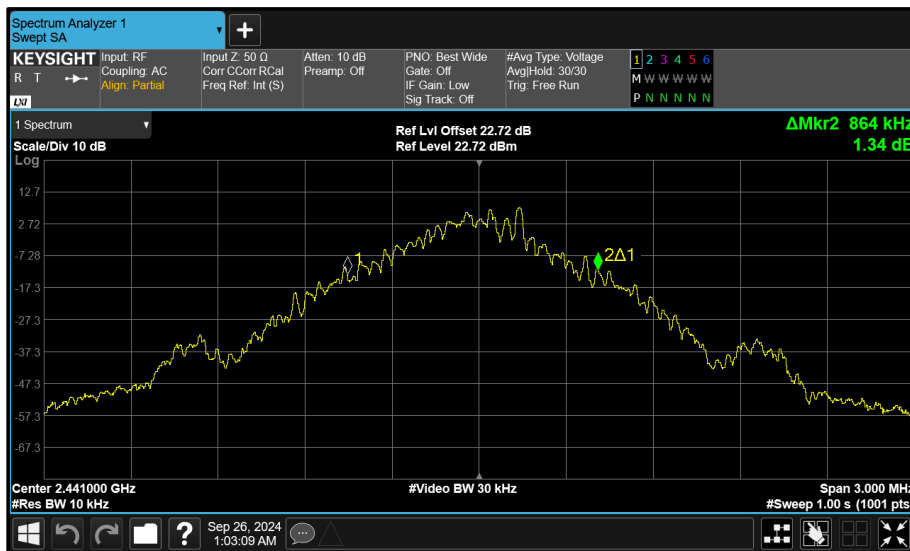 Spectrum Analyzer 1
Swept SA
+
KEYSIGHT
R T
LXI
Input: RF
Coupling: AC
Align: Partial
Input Z: 50 Ω
Corr CCorr RCal
Freq Ref: Int (S)
Atten: 10 dB
Preamp: Off
PNO: Best Wide
Gate: Off
IF Gain: Low
Sig Track: Off
#Avg Type: Voltage
Avg|Hold: 30/30
Trig: Free Run
1 2 3 4 5 6
M W W W W W
P N N N N N
1 Spectrum
Scale/Div 10 dB
Ref Lvl Offset 22.72 dB
Ref Level 22.72 dBm
ΔMkr2 864 kHz
1.34 dB
Log
12.7
2.72
-7.28
-17.3
-27.3
-37.3
-47.3
-57.3
-67.3
1
2Δ1
Center 2.441000 GHz
#Res BW 10 kHz
#Video BW 30 kHz
Span 3.000 MHz
#Sweep 1.00 s (1001 pts
?
Sep 26, 2024
1:03:09 AM